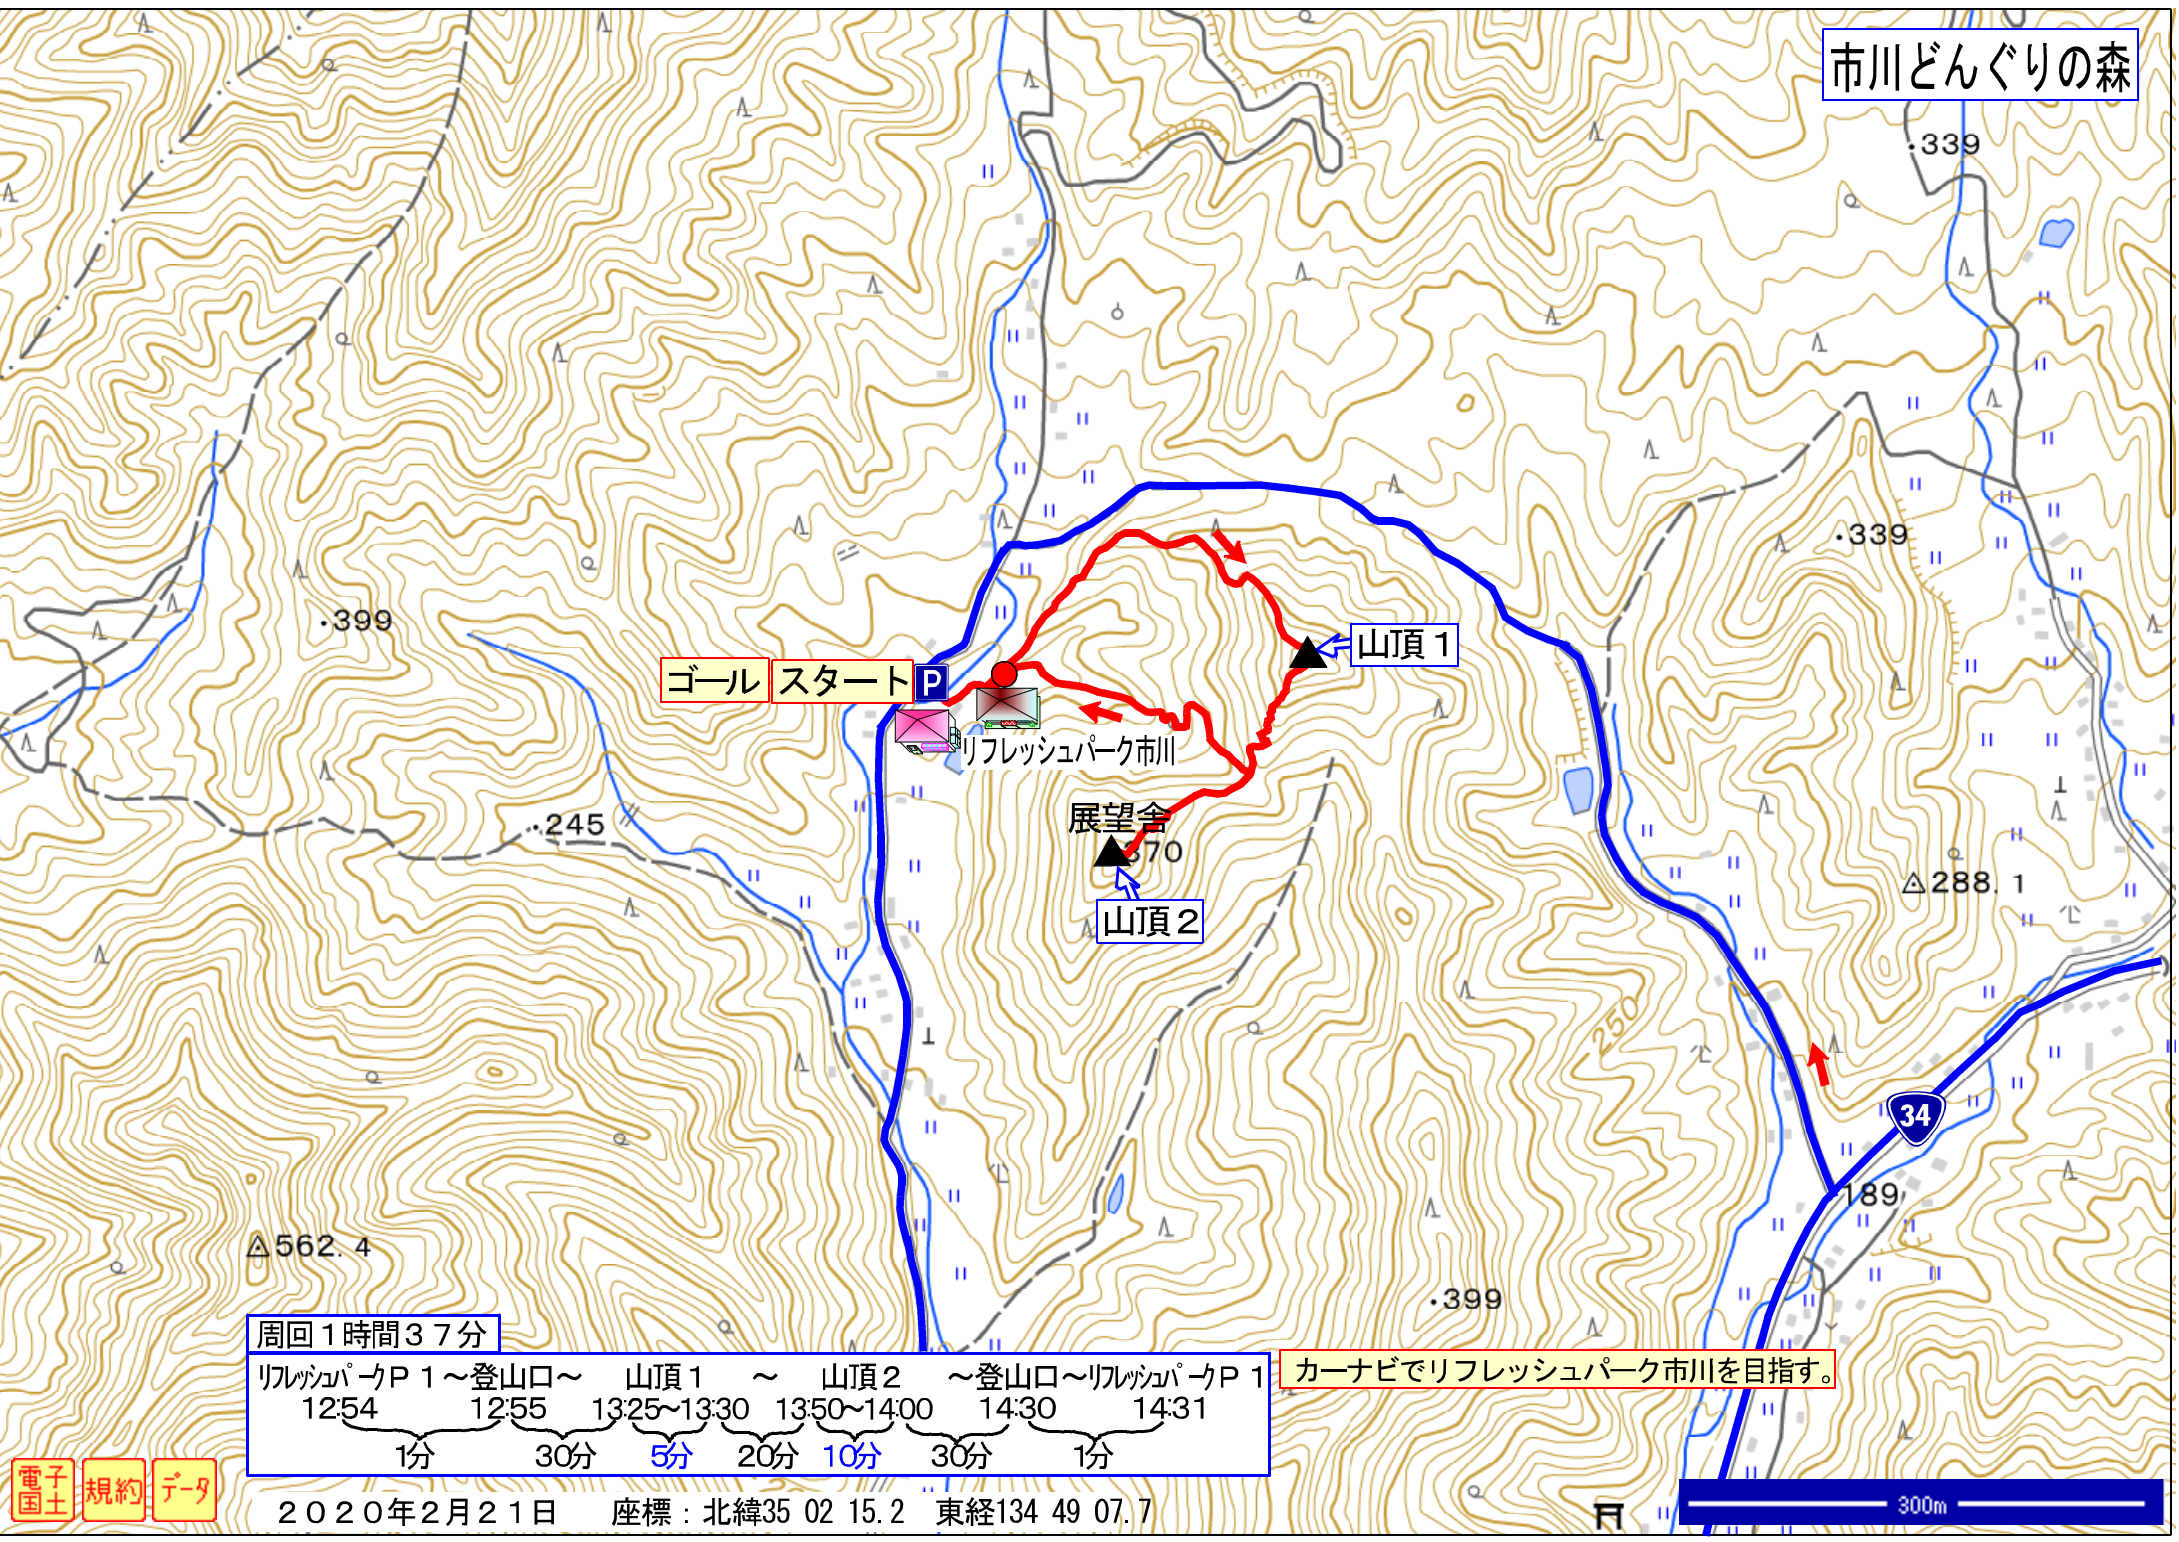 市川どんぐりの森
339
339
399
山頂１
ゴール スタート P
リフレッシュパーク市川
展望舎
245
370
288.1
山頂２
250
34
189
562.4
399
周回１時間３７分
ﾘﾌﾚｯｼｭﾊﾟｰｸＰ１～登山口～ 山頂１ ～ 山頂２ ～登山口～ﾘﾌﾚｯｼｭﾊﾟｰｸＰ１
12:54 12:55 13:25～13:30 13:50～14:00 14:30 14:31
1分 30分 5分 20分 10分 30分 1分
カーナビでリフレッシュパーク市川を目指す。
電子国土 規約 データ
２０２０年２月２１日 座標：北緯35 02 15.2 東経134 49 07.7
300m